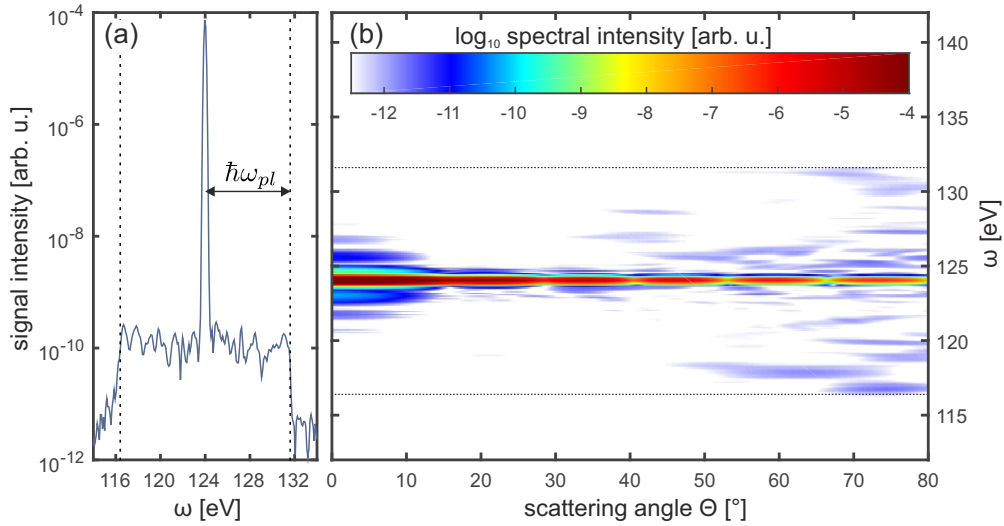 (a)
signal intensity [arb. u.]
10⁻⁴
10⁻⁶
10⁻⁸
10⁻¹⁰
10⁻¹²
ħω_pl
116 120 124 128 132
ω [eV]
(b)
log₁₀ spectral intensity [arb. u.]
-12 -11 -10 -9 -8 -7 -6 -5 -4
140
135
130
125
120
115
ω [eV]
0 10 20 30 40 50 60 70 80
scattering angle Θ [°]